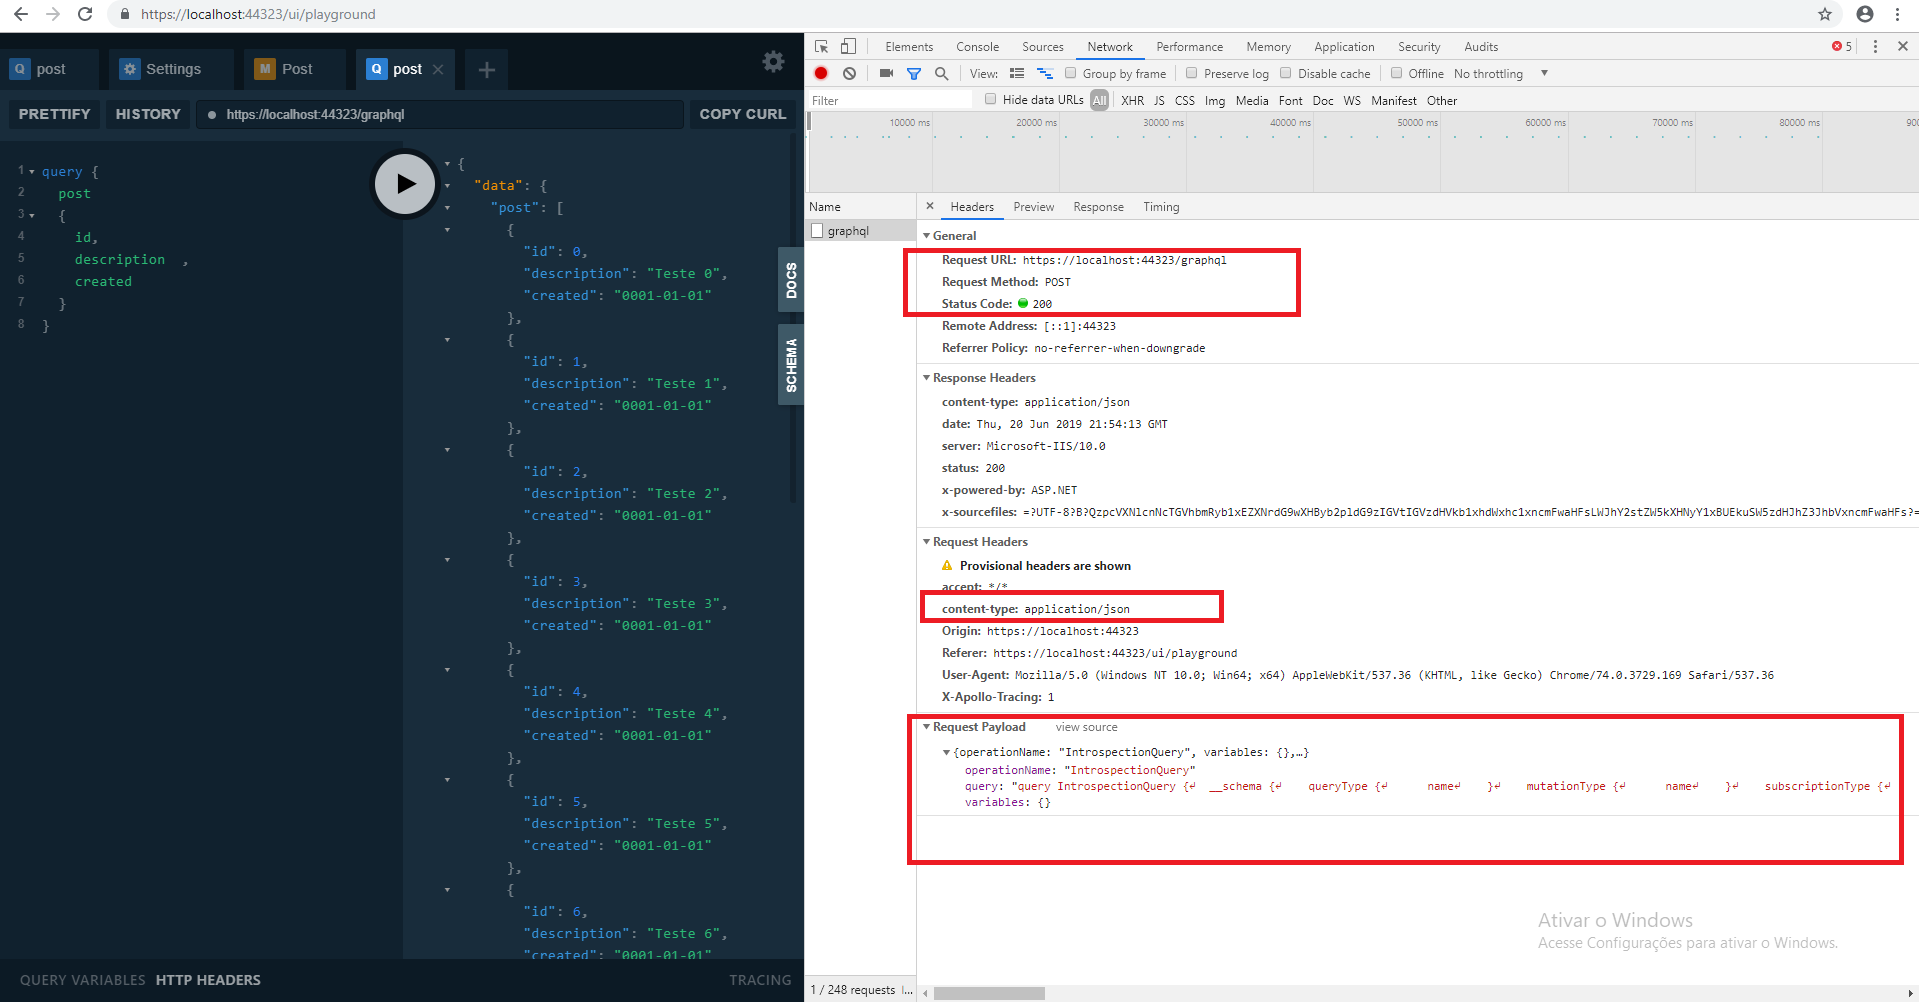 https://localhost:44323/ui/playground
Q post
Settings
M Post
Q post
PRETTIFY
HISTORY
https://localhost:44323/graphql
COPY CURL
1 query {
2 post
3 {
4 id,
5 description ,
6 created
7 }
8 }
{
"data": {
"post": [
{
"id": 0,
"description": "Teste 0",
"created": "0001-01-01"
},
{
"id": 1,
"description": "Teste 1",
"created": "0001-01-01"
},
{
"id": 2,
"description": "Teste 2",
"created": "0001-01-01"
},
{
"id": 3,
"description": "Teste 3",
"created": "0001-01-01"
},
{
"id": 4,
"description": "Teste 4",
"created": "0001-01-01"
},
{
"id": 5,
"description": "Teste 5",
"created": "0001-01-01"
},
{
"id": 6,
"description": "Teste 6",
"created": "0001-01-01"
DOCS
SCHEMA
QUERY VARIABLES HTTP HEADERS
TRACING
Elements Console Sources Network Performance Memory Application Security Audits
5
View: Group by frame Preserve log Disable cache Offline No throttling
Filter Hide data URLs All XHR JS CSS Img Media Font Doc WS Manifest Other
10000 ms 20000 ms 30000 ms 40000 ms 50000 ms 60000 ms 70000 ms 80000 ms 900
Name
graphql
Headers Preview Response Timing
General
Request URL: https://localhost:44323/graphql
Request Method: POST
Status Code: 200
Remote Address: [::1]:44323
Referrer Policy: no-referrer-when-downgrade
Response Headers
content-type: application/json
date: Thu, 20 Jun 2019 21:54:13 GMT
server: Microsoft-IIS/10.0
status: 200
x-powered-by: ASP.NET
x-sourcefiles: 
Request Headers
Provisional headers are shown
accept: */*
content-type: application/json
Origin: https://localhost:44323
Referer: https://localhost:44323/ui/playground
User-Agent: Mozilla/5.0 (Windows NT 10.0; Win64; x64) AppleWebKit/537.36 (KHTML, like Gecko) Chrome/74.0.3729.169 Safari/537.36
X-Apollo-Tracing: 1
Request Payload view source
{operationName: "IntrospectionQuery", variables: {},…}
operationName: "IntrospectionQuery"
query: "query IntrospectionQuery {↵ __schema {↵ queryType {↵ name↵ }↵ mutationType {↵ name↵ }↵ subscriptionType {↵
variables: {}
Ativar o Windows
Acesse Configurações para ativar o Windows.
1 / 248 requests